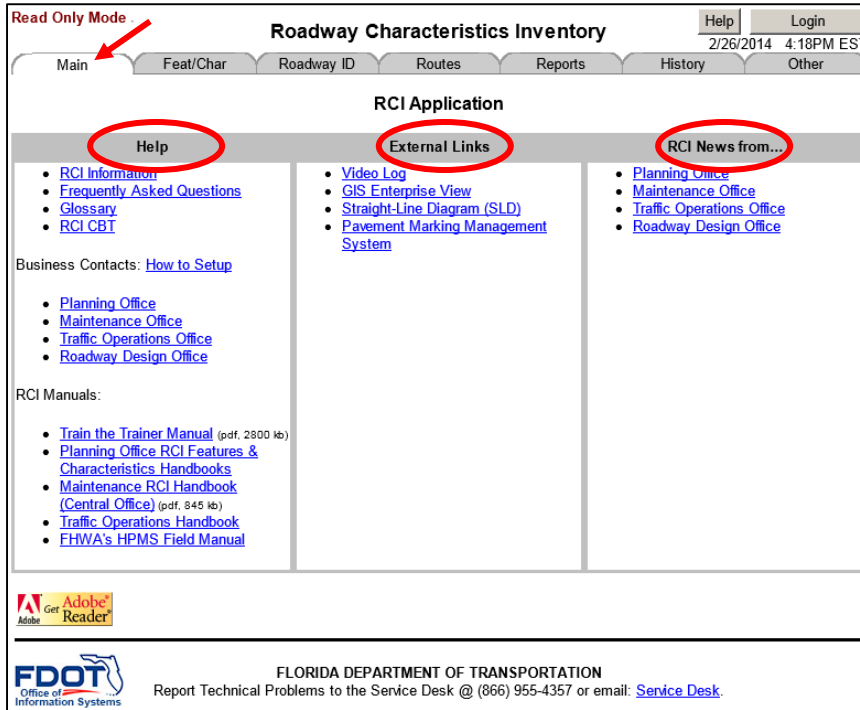 Read Only Mode .
Roadway Characteristics Inventory
Help Login
2/26/2014 4:18PM EST
Main Feat/Char Roadway ID Routes Reports History Other
RCI Application
Help
RCI Information
Frequently Asked Questions
Glossary
RCI CBT
Business Contacts: How to Setup
Planning Office
Maintenance Office
Traffic Operations Office
Roadway Design Office
RCI Manuals:
Train the Trainer Manual (pdf, 2800 kb)
Planning Office RCI Features &
Characteristics Handbooks
Maintenance RCI Handbook
(Central Office) (pdf, 845 kb)
Traffic Operations Handbook
FHWA's HPMS Field Manual
External Links
Video Log
GIS Enterprise View
Straight-Line Diagram (SLD)
Pavement Marking Management
System
RCI News from...
Planning Office
Maintenance Office
Traffic Operations Office
Roadway Design Office
Adobe
Get Adobe®
Reader®
FDOT
Office of
Information Systems
FLORIDA DEPARTMENT OF TRANSPORTATION
Report Technical Problems to the Service Desk @ (866) 955-4357 or email: Service Desk.